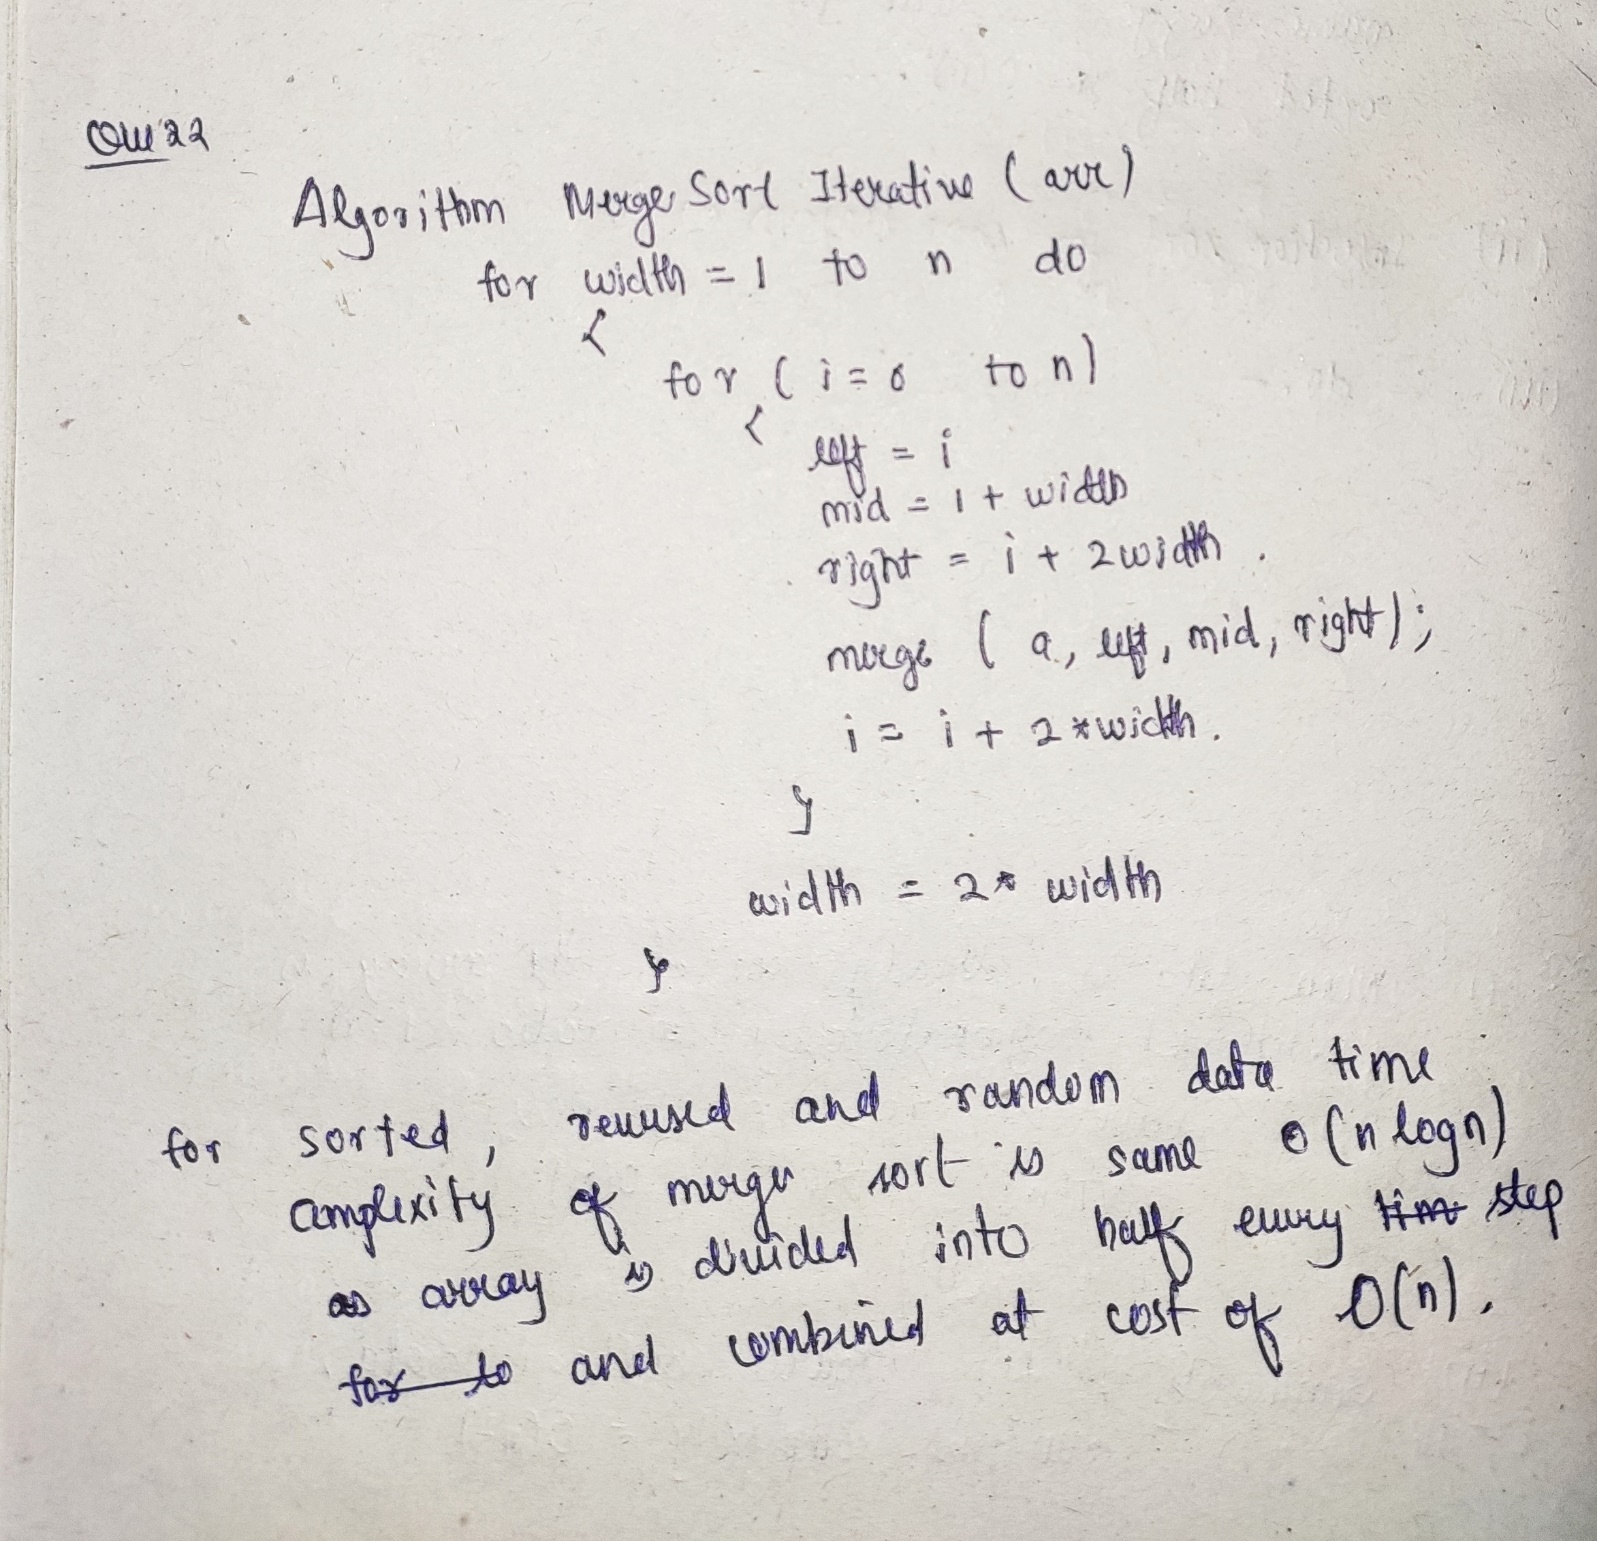 Que 22
Algorithm Merge Sort Iterative (arr)
for width = 1 to n do
{
for (i = 0 to n)
{
left = i
mid = 1 + width
right = i + 2width.
merge (a, left, mid, right);
i = i + 2 * width.
}
width = 2 * width
}
for sorted, reversed and random data time
complexity of merge sort is same O(n logn)
as array is divided into half every time step
for to and combined at cost of O(n).